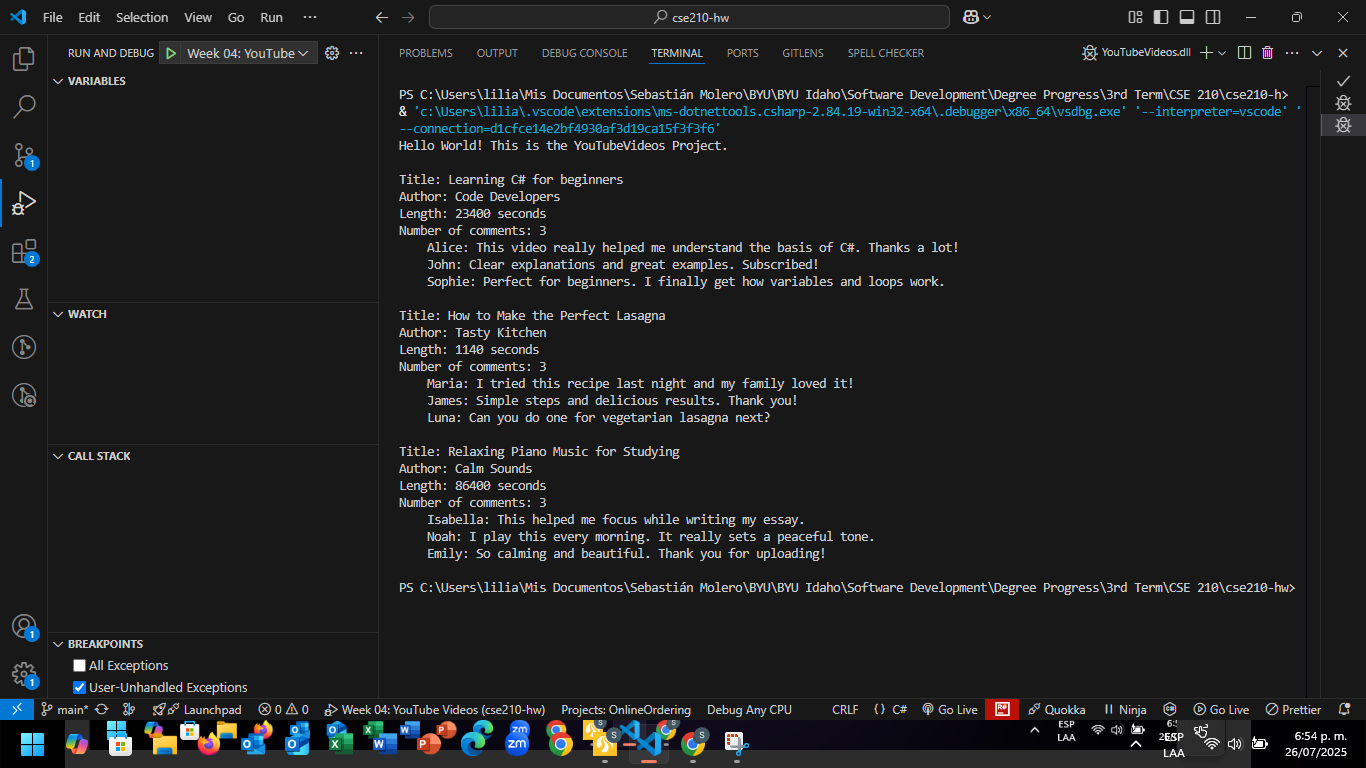 File Edit Selection View Go Run ··· cse210-hw
RUN AND DEBUG Week 04: YouTube
PROBLEMS OUTPUT DEBUG CONSOLE TERMINAL PORTS GITLENS SPELL CHECKER YouTubeVideos.dll
VARIABLES
WATCH
CALL STACK
BREAKPOINTS
All Exceptions
User-Unhandled Exceptions
1
2
1
1
PS C:\Users\lilia\Mis Documentos\Sebastián Molero\BYU\BYU Idaho\Software Development\Degree Progress\3rd Term\CSE 210\cse210-h>
& 'c:\Users\lilia\.vscode\extensions\ms-dotnettools.csharp-2.84.19-win32-x64\.debugger\x86_64\vsdbg.exe' '--interpreter=vscode' '
--connection=d1cfce14e2bf4930af3d19ca15f3f3f6'
Hello World! This is the YouTubeVideos Project.
Title: Learning C# for beginners
Author: Code Developers
Length: 23400 seconds
Number of comments: 3
Alice: This video really helped me understand the basis of C#. Thanks a lot!
John: Clear explanations and great examples. Subscribed!
Sophie: Perfect for beginners. I finally get how variables and loops work.
Title: How to Make the Perfect Lasagna
Author: Tasty Kitchen
Length: 1140 seconds
Number of comments: 3
Maria: I tried this recipe last night and my family loved it!
James: Simple steps and delicious results. Thank you!
Luna: Can you do one for vegetarian lasagna next?
Title: Relaxing Piano Music for Studying
Author: Calm Sounds
Length: 86400 seconds
Number of comments: 3
Isabella: This helped me focus while writing my essay.
Noah: I play this every morning. It really sets a peaceful tone.
Emily: So calming and beautiful. Thank you for uploading!
PS C:\Users\lilia\Mis Documentos\Sebastián Molero\BYU\BYU Idaho\Software Development\Degree Progress\3rd Term\CSE 210\cse210-hw>
main* Launchpad 0 0 Week 04: YouTube Videos (cse210-hw) Projects: OnlineOrdering Debug Any CPU CRLF {} C# Go Live Quokka Ninja Go Live Prettier
ESP
LAA
ESP
LAA
6:54 p. m.
26/07/2025